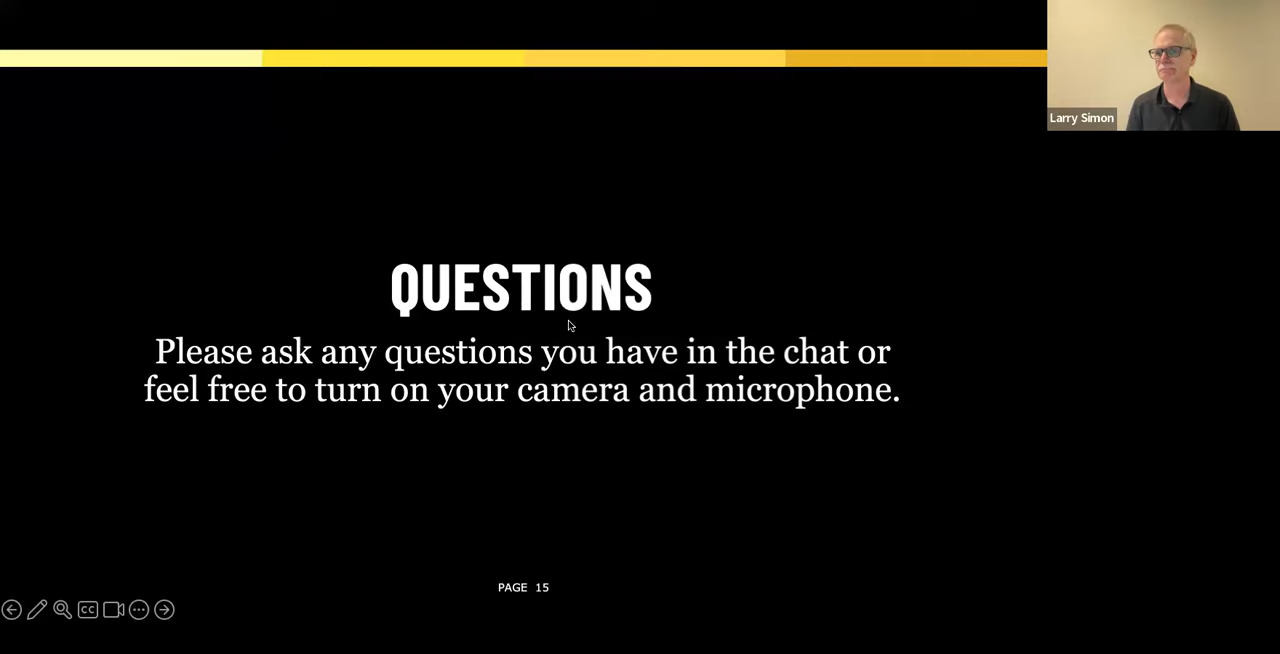 Larry Simon
QUESTIONS
Please ask any questions you have in the chat or
feel free to turn on your camera and microphone.
PAGE 15
CC